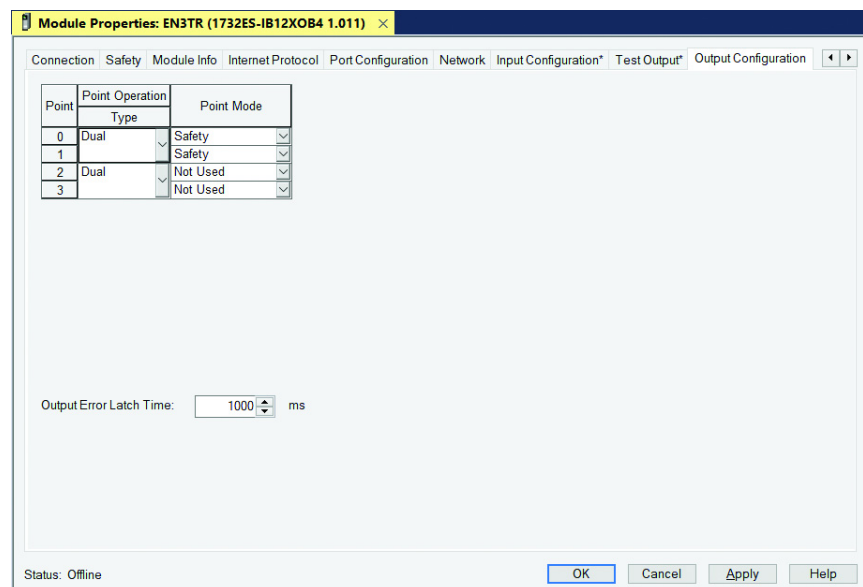 Module Properties: EN3TR (1732ES-IB12XOB4 1.011) ×
Connection Safety Module Info Internet Protocol Port Configuration Network Input Configuration* Test Output* Output Configuration
Point Point Operation Point Mode
Type
0 Dual Safety
1 Safety
2 Dual Not Used
3 Not Used
Output Error Latch Time: 1000 ms
Status: Offline OK Cancel Apply Help